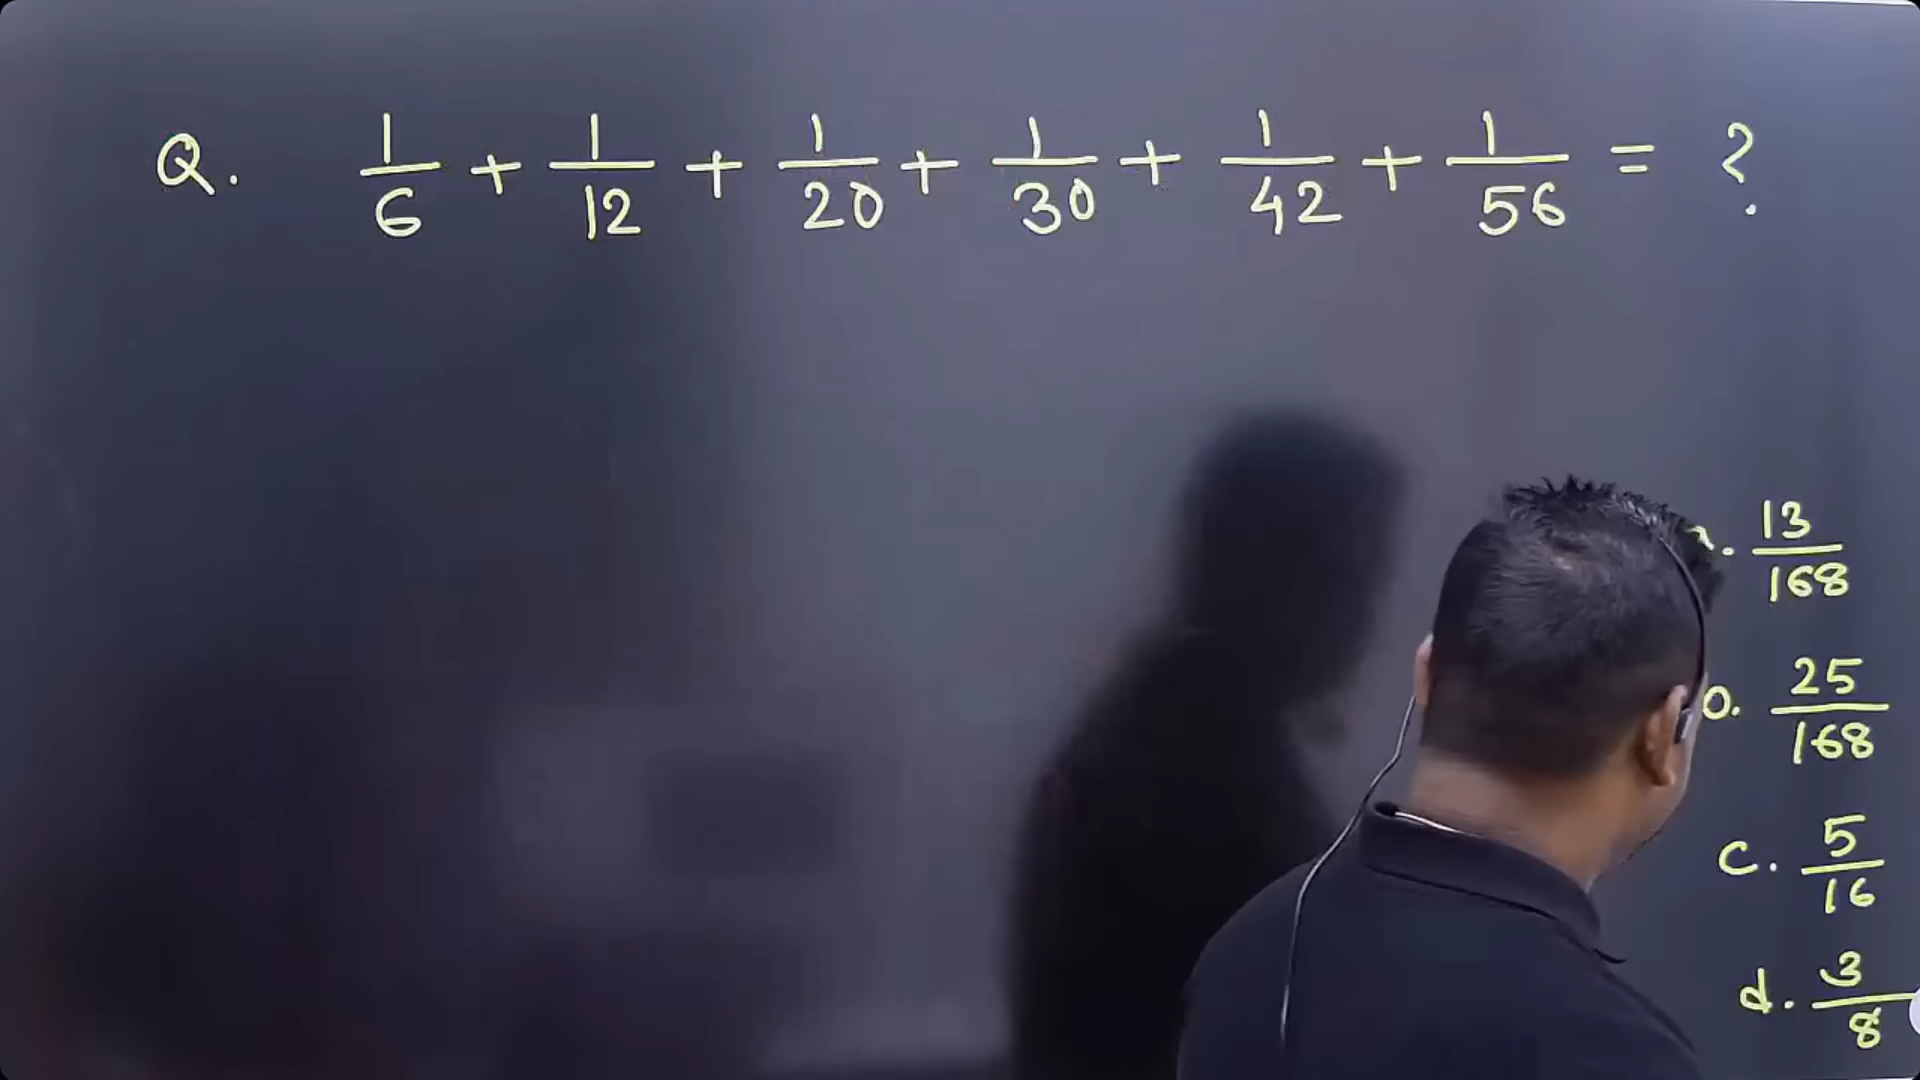 Q. 1/6 + 1/12 + 1/20 + 1/30 + 1/42 + 1/56 = ?
. 13/168
. 25/168
c. 5/16
d. 3/8